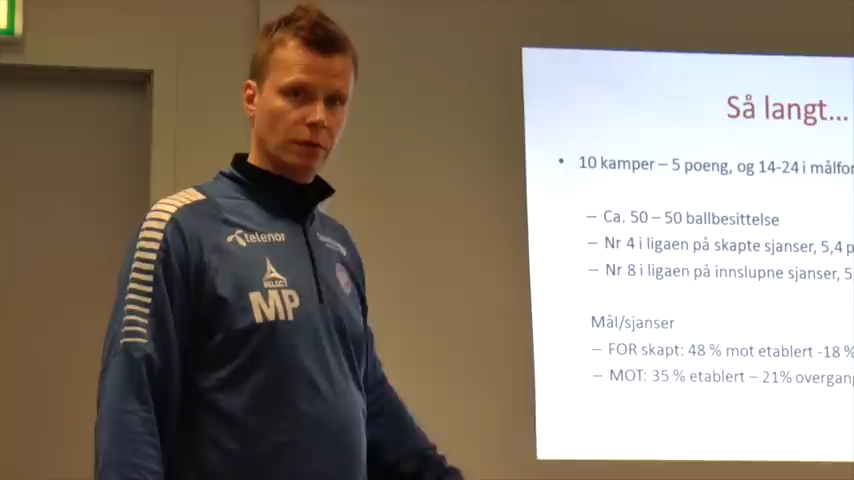 Så langt...
• 10 kamper – 5 poeng, og 14-24 i målfor
– Ca. 50 – 50 ballbesittelse
– Nr 4 i ligaen på skapte sjanser, 5,4 p
– Nr 8 i ligaen på innslupne sjanser, 5
Mål/sjanser
– FOR skapt: 48 % mot etablert -18 %
– MOT: 35 % etablert – 21% overgang
telenor
SELECT
MP